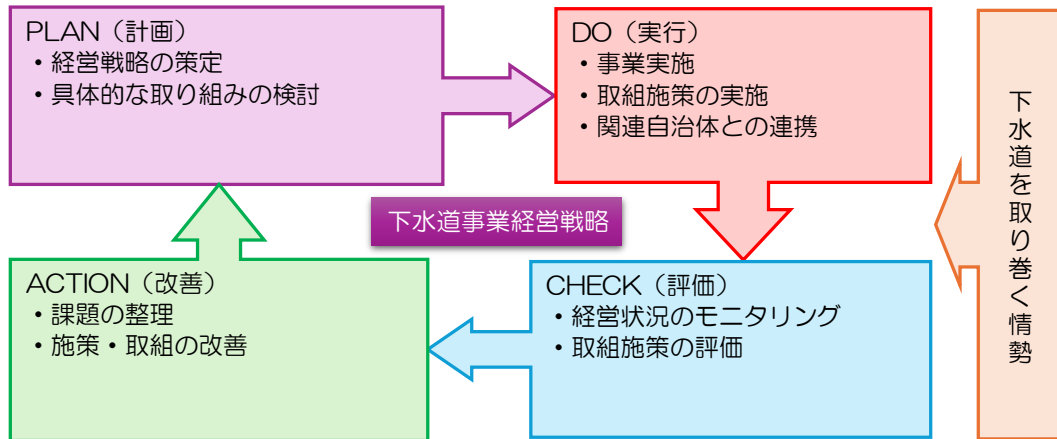 PLAN（計画）
・経営戦略の策定
・具体的な取り組みの検討
DO（実行）
・事業実施
・取組施策の実施
・関連自治体との連携
下水道事業経営戦略
ACTION（改善）
・課題の整理
・施策・取組の改善
CHECK（評価）
・経営状況のモニタリング
・取組施策の評価
下水道を取り巻く情勢